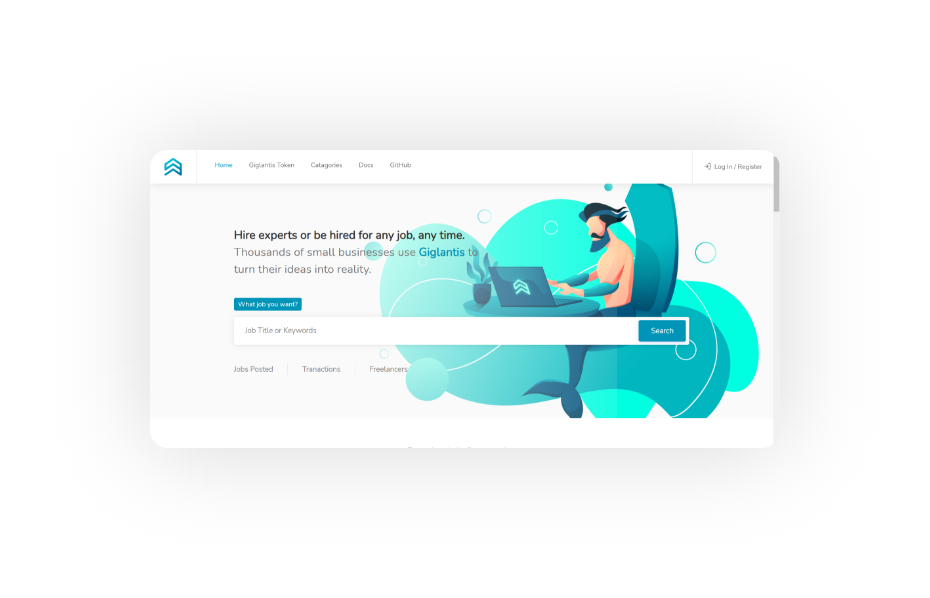 Home Giglantis Token Catagories Docs GitHub Log In / Register
Hire experts or be hired for any job, any time.
Thousands of small businesses use Giglantis to
turn their ideas into reality.
What job you want?
Job Title or Keywords Search
Jobs Posted Tranactions Freelancers